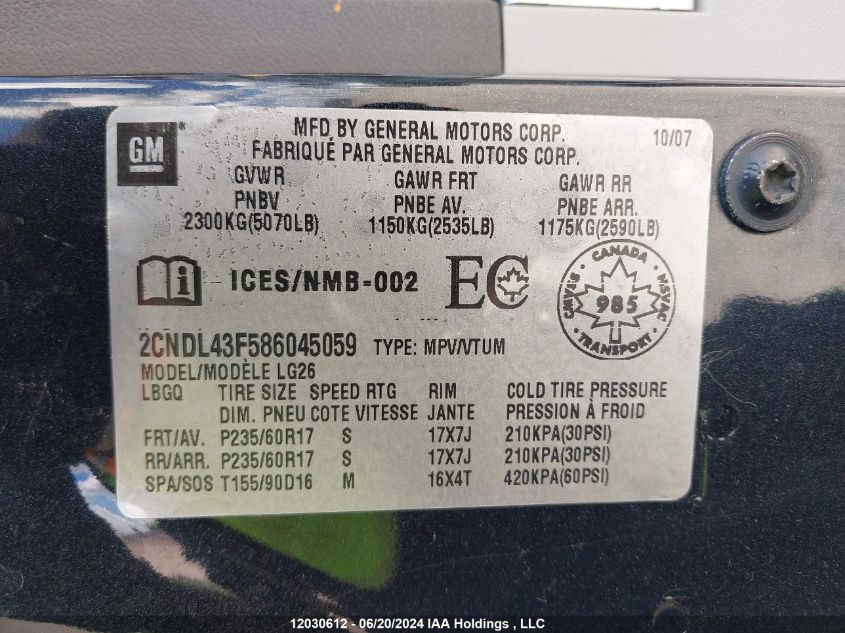 GM ®
MFD BY GENERAL MOTORS CORP. 10/07
FABRIQUÉ PAR GENERAL MOTORS CORP.
GVWR GAWR FRT GAWR RR
PNBV PNBE AV. PNBE ARR.
2300KG(5070LB) 1150KG(2535LB) 1175KG(2590LB)
i ICES/NMB-002 EC
CANADA
CMVSS NSVAC
985
TRANSPORT
2CNDL43F586045059 TYPE: MPV/VTUM
MODEL/MODÈLE LG26
LBGQ TIRE SIZE SPEED RTG RIM COLD TIRE PRESSURE
DIM. PNEU COTE VITESSE JANTE PRESSION À FROID
FRT/AV. P235/60R17 S 17X7J 210KPA(30PSI)
RR/ARR. P235/60R17 S 17X7J 210KPA(30PSI)
SPA/SOS T155/90D16 M 16X4T 420KPA(60PSI)
12030612 - 06/20/2024 IAA Holdings , LLC